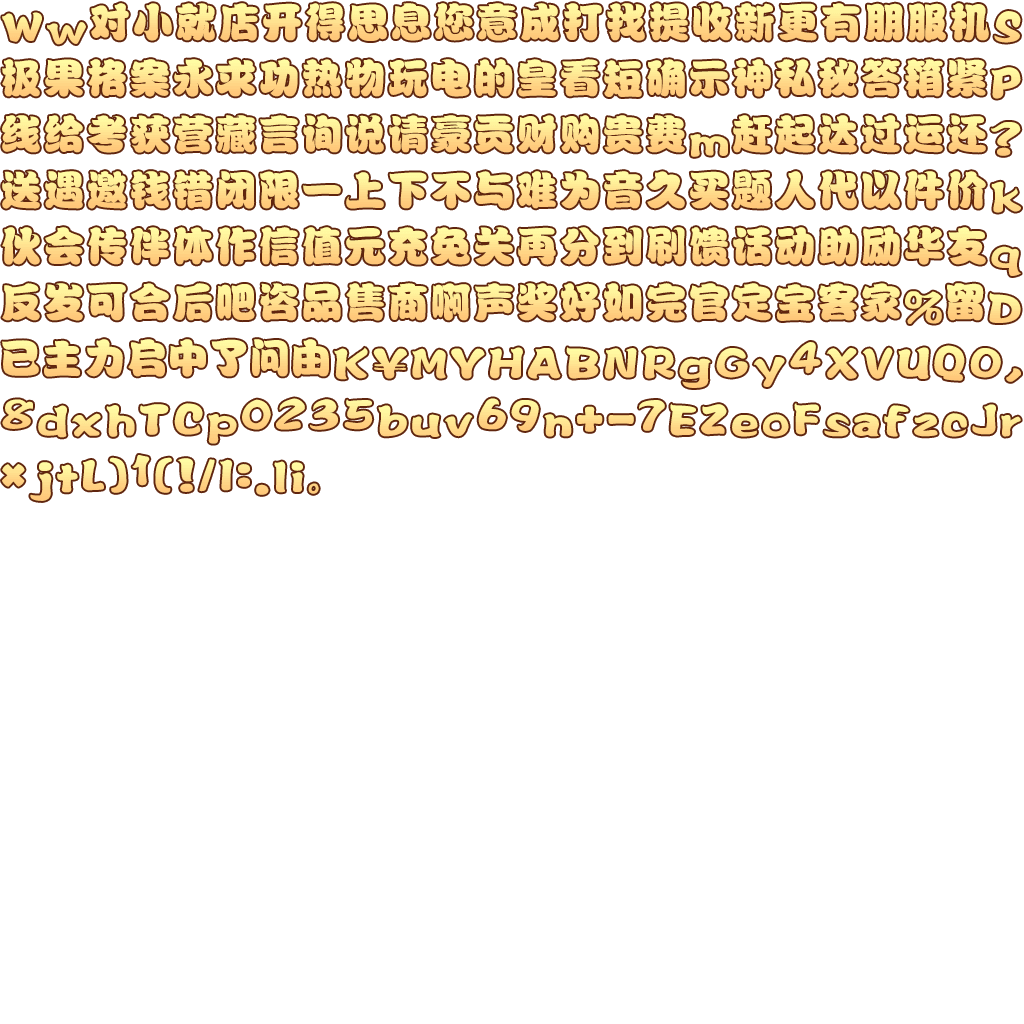 Ww对小就店开得思息您意成打找提收新更有朋服机S
极果格案永求功热物玩电的皇看短确示神私秘答箱紧P
线给考获营藏言询说请豪贡财购贵费m赶起达过运还?
送遇邀钱错闭限一上下不与难为音久买题人代以件价k
伙会传伴体作信值元充免关再分到刷馈话动助励华友q
反发可合后吧咨品售商啊声奖好如完官定宝客家%留D
已主力启中了问由K¥MYHABNRgGy4XVUQO,
8dxhTCp0235buv69n+-7EZeoFsafzcJr
×jtL)1(!/l:.Ii。